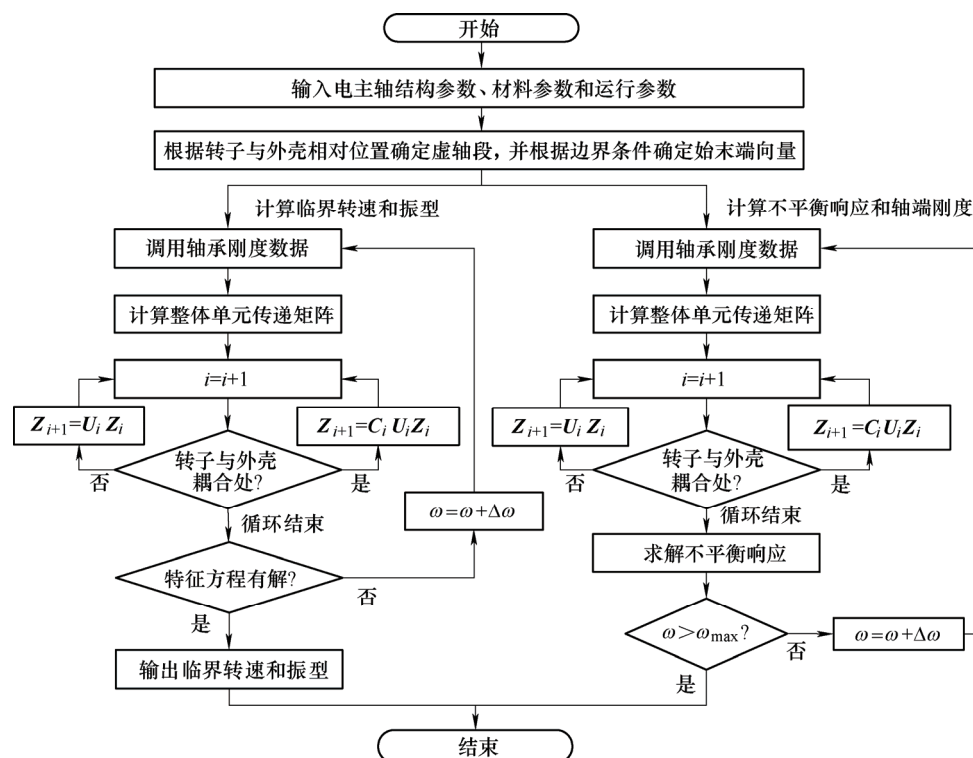 开始
输入电主轴结构参数、材料参数和运行参数
根据转子与外壳相对位置确定虚轴段，并根据边界条件确定始末端向量
计算临界转速和振型
调用轴承刚度数据
计算整体单元传递矩阵
i=i+1
Z_{i+1}=U_i Z_i
Z_{i+1}=C_i U_i Z_i
转子与外壳
耦合处?
否
是
循环结束
ω=ω+Δω
特征方程有解?
否
是
输出临界转速和振型
计算不平衡响应和轴端刚度
调用轴承刚度数据
计算整体单元传递矩阵
i=i+1
Z_{i+1}=U_i Z_i
Z_{i+1}=C_i U_i Z_i
转子与外壳
耦合处?
否
是
循环结束
求解不平衡响应
ω>ω_{max}?
否
ω=ω+Δω
是
结束